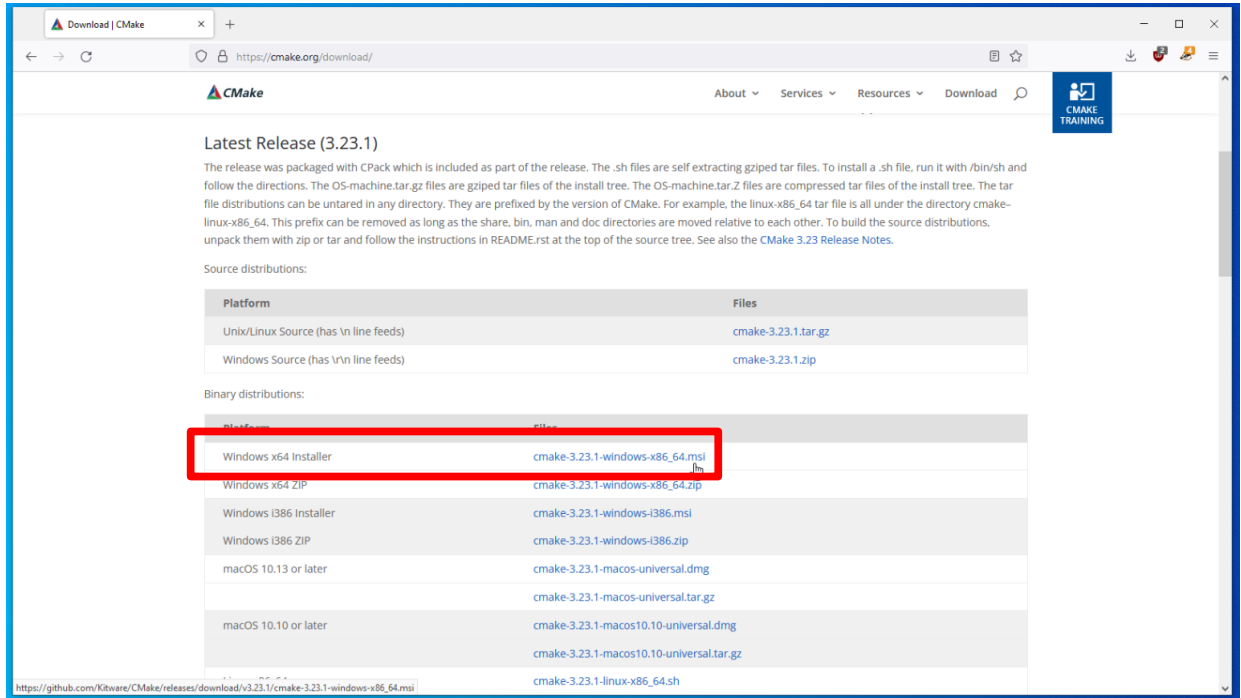 Download | CMake
https://cmake.org/download/
2
4
CMake
About
Services
Resources
Download
CMAKE
TRAINING
Latest Release (3.23.1)
The release was packaged with CPack which is included as part of the release. The .sh files are self extracting gziped tar files. To install a .sh file, run it with /bin/sh and
follow the directions. The OS-machine.tar.gz files are gziped tar files of the install tree. The OS-machine.tar.Z files are compressed tar files of the install tree. The tar
file distributions can be untared in any directory. They are prefixed by the version of CMake. For example, the linux-x86_64 tar file is all under the directory cmake–
linux-x86_64. This prefix can be removed as long as the share, bin, man and doc directories are moved relative to each other. To build the source distributions,
unpack them with zip or tar and follow the instructions in README.rst at the top of the source tree. See also the CMake 3.23 Release Notes.
Source distributions:
Platform Files
Unix/Linux Source (has \n line feeds) cmake-3.23.1.tar.gz
Windows Source (has \r\n line feeds) cmake-3.23.1.zip
Binary distributions:
Platform Files
Windows x64 Installer cmake-3.23.1-windows-x86_64.msi
Windows x64 ZIP cmake-3.23.1-windows-x86_64.zip
Windows i386 Installer cmake-3.23.1-windows-i386.msi
Windows i386 ZIP cmake-3.23.1-windows-i386.zip
macOS 10.13 or later cmake-3.23.1-macos-universal.dmg
cmake-3.23.1-macos-universal.tar.gz
macOS 10.10 or later cmake-3.23.1-macos10.10-universal.dmg
cmake-3.23.1-macos10.10-universal.tar.gz
cmake-3.23.1-linux-x86_64.sh
https://github.com/Kitware/CMake/releases/download/v3.23.1/cmake-3.23.1-windows-x86_64.msi